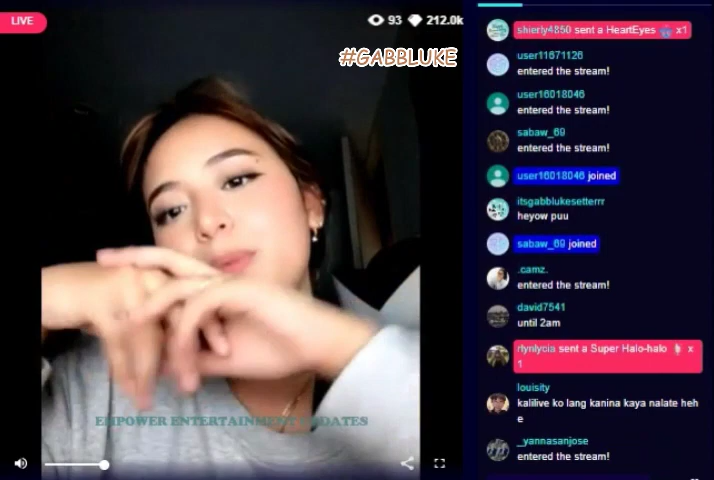 LIVE
93 212.0k
#GABBLUKE
EMPOWER ENTERTAINMENT UPDATES
shierly4850 sent a HeartEyes x1
user11671126
entered the stream!
user16018046
entered the stream!
sabaw_69
entered the stream!
user16018046 joined
itsgabblukesetterrr
heyow puu
sabaw_69 joined
.camz.
entered the stream!
david7541
until 2am
rlynlycia sent a Super Halo-halo x
1
louisity
kalilive ko lang kanina kaya nalate heh
e
_yannasanjose
entered the stream!